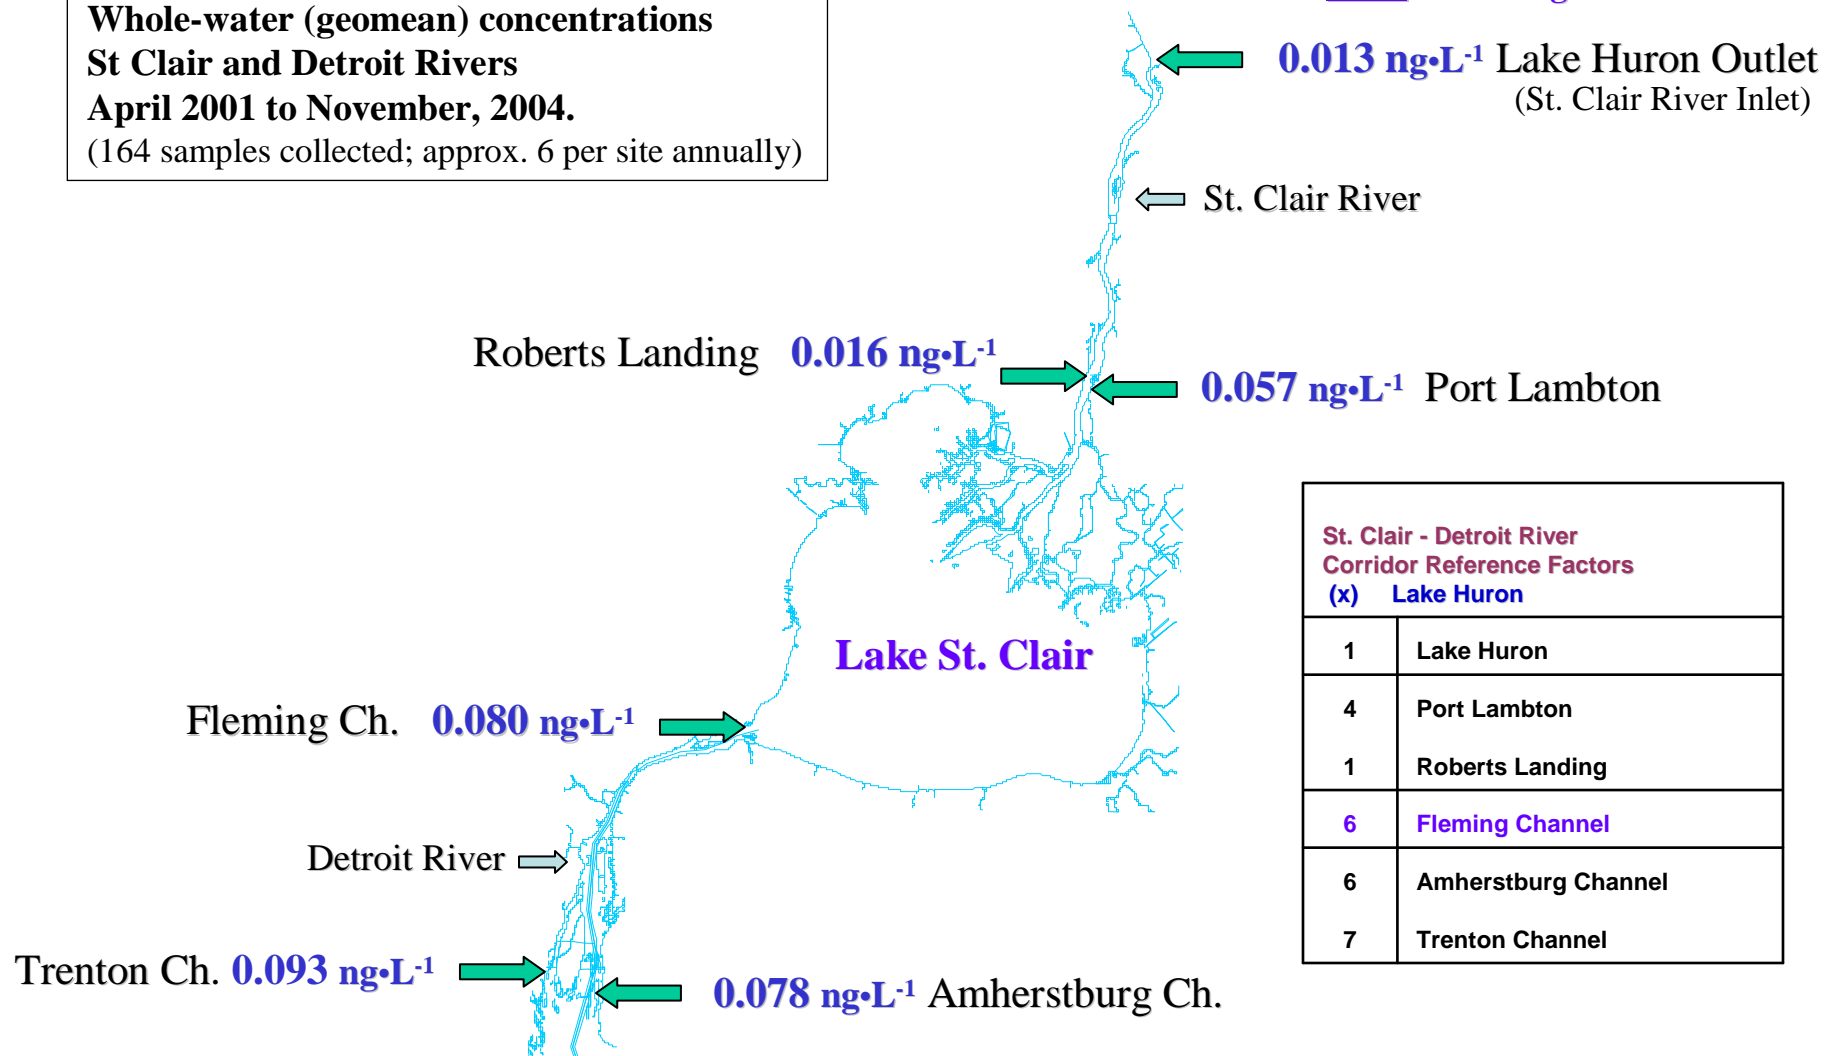 Whole-water (geomean) concentrations
St Clair and Detroit Rivers
April 2001 to November, 2004.
(164 samples collected; approx. 6 per site annually)
0.013 ng•L-1 Lake Huron Outlet
(St. Clair River Inlet)
St. Clair River
Roberts Landing 0.016 ng•L-1
0.057 ng•L-1 Port Lambton
Lake St. Clair
Fleming Ch. 0.080 ng•L-1
Detroit River
Trenton Ch. 0.093 ng•L-1
0.078 ng•L-1 Amherstburg Ch.
St. Clair - Detroit River
Corridor Reference Factors
(x) Lake Huron
1 Lake Huron
4 Port Lambton
1 Roberts Landing
6 Fleming Channel
6 Amherstburg Channel
7 Trenton Channel